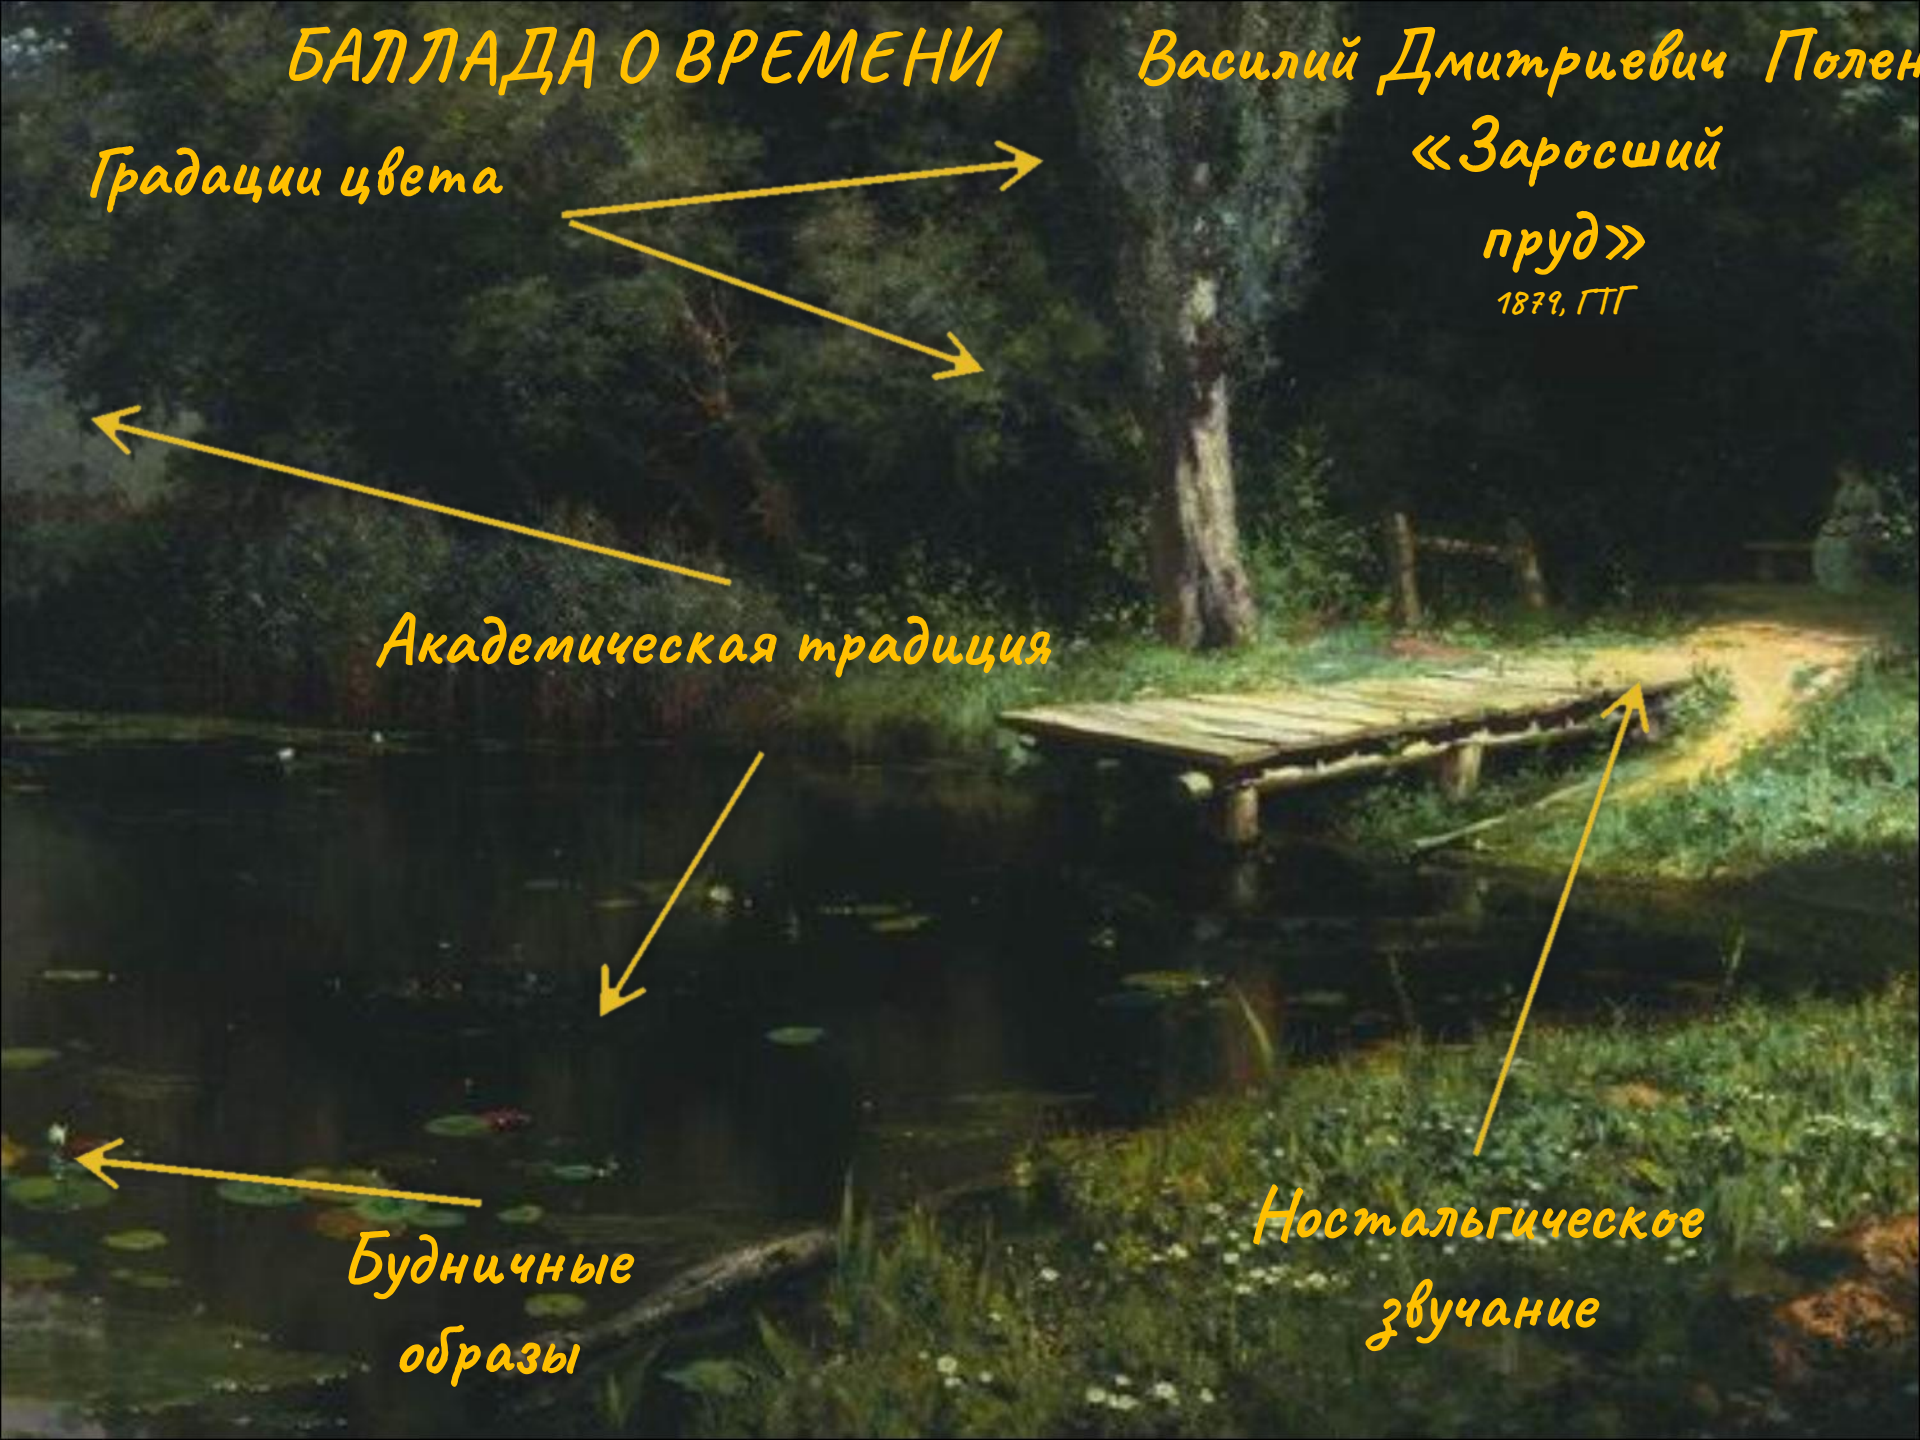 БАЛЛАДА О ВРЕМЕНИ
Василий Дмитриевич Полен
«Заросший
пруд»
1879, ГТГ
Градации цвета
Академическая традиция
Будничные
образы
Ностальгическое
звучание